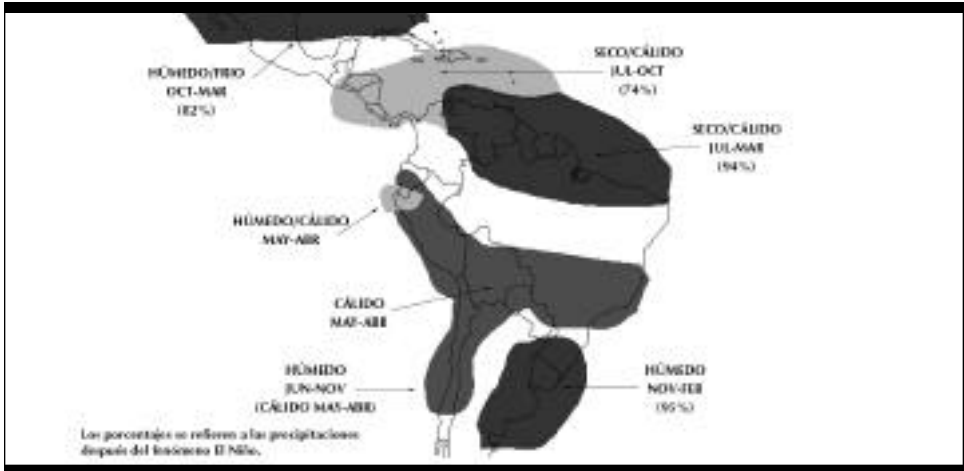 HÚMEDO/FRIO
OCT-MAR
(82%)
SECO/CÁLIDO
JUL-OCT
(74%)
SECO/CÁLIDO
JUL-MAR
(94%)
HÚMEDO/CÁLIDO
MAY-ABR
CÁLIDO
MAY-ABR
HÚMEDO
JUN-NOV
(CÁLIDO MAY-ABR)
HÚMEDO
NOV-FEB
(95%)
Los porcentajes se refieren a las precipitaciones
después del fenómeno El Niño.